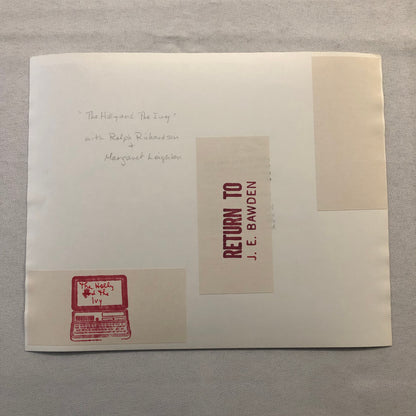 "The Holly and The Ivy"
with Ralph Richardson
+
Margaret Leighton
RETURN TO
J. E. BAWDEN
The Holly
and the
Ivy